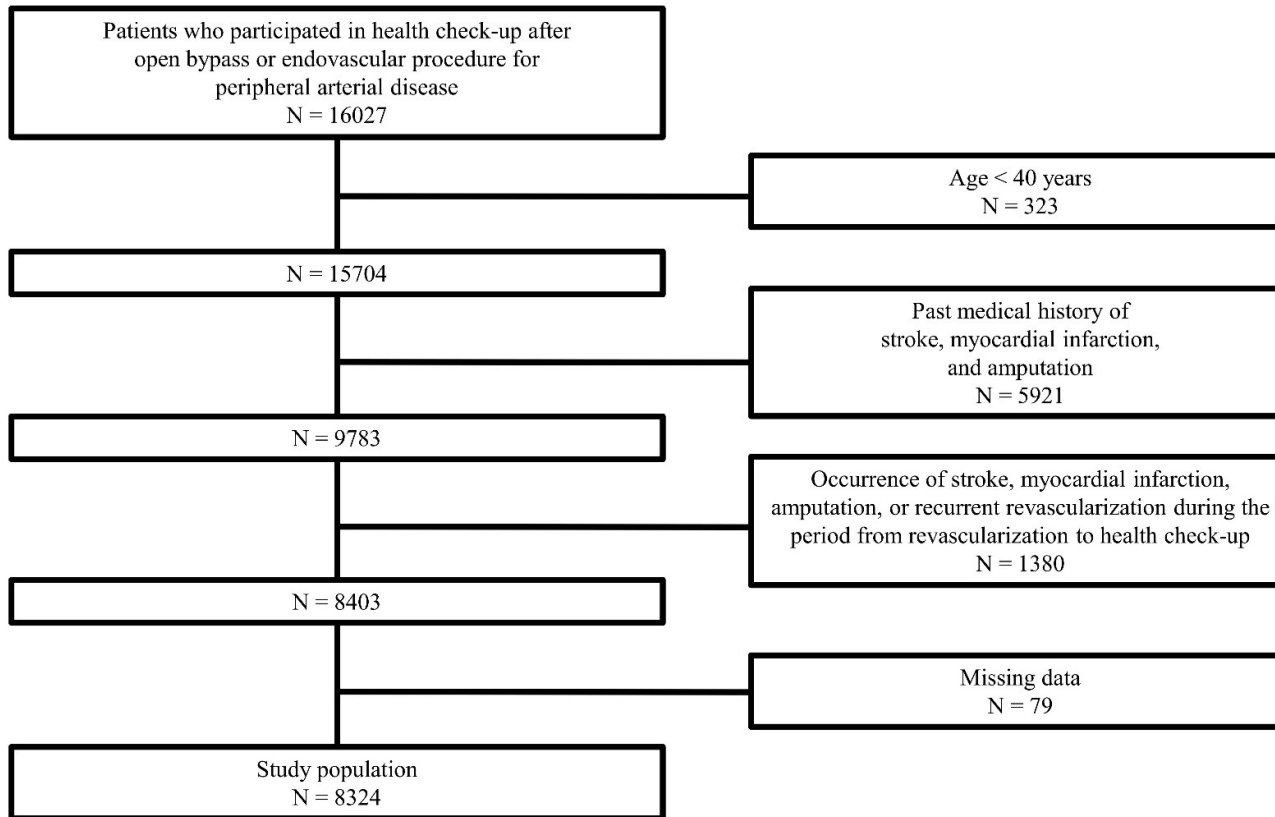 Patients who participated in health check-up after
open bypass or endovascular procedure for
peripheral arterial disease
N = 16027
Age < 40 years
N = 323
N = 15704
Past medical history of
stroke, myocardial infarction,
and amputation
N = 5921
N = 9783
Occurrence of stroke, myocardial infarction,
amputation, or recurrent revascularization during the
period from revascularization to health check-up
N = 1380
N = 8403
Missing data
N = 79
Study population
N = 8324